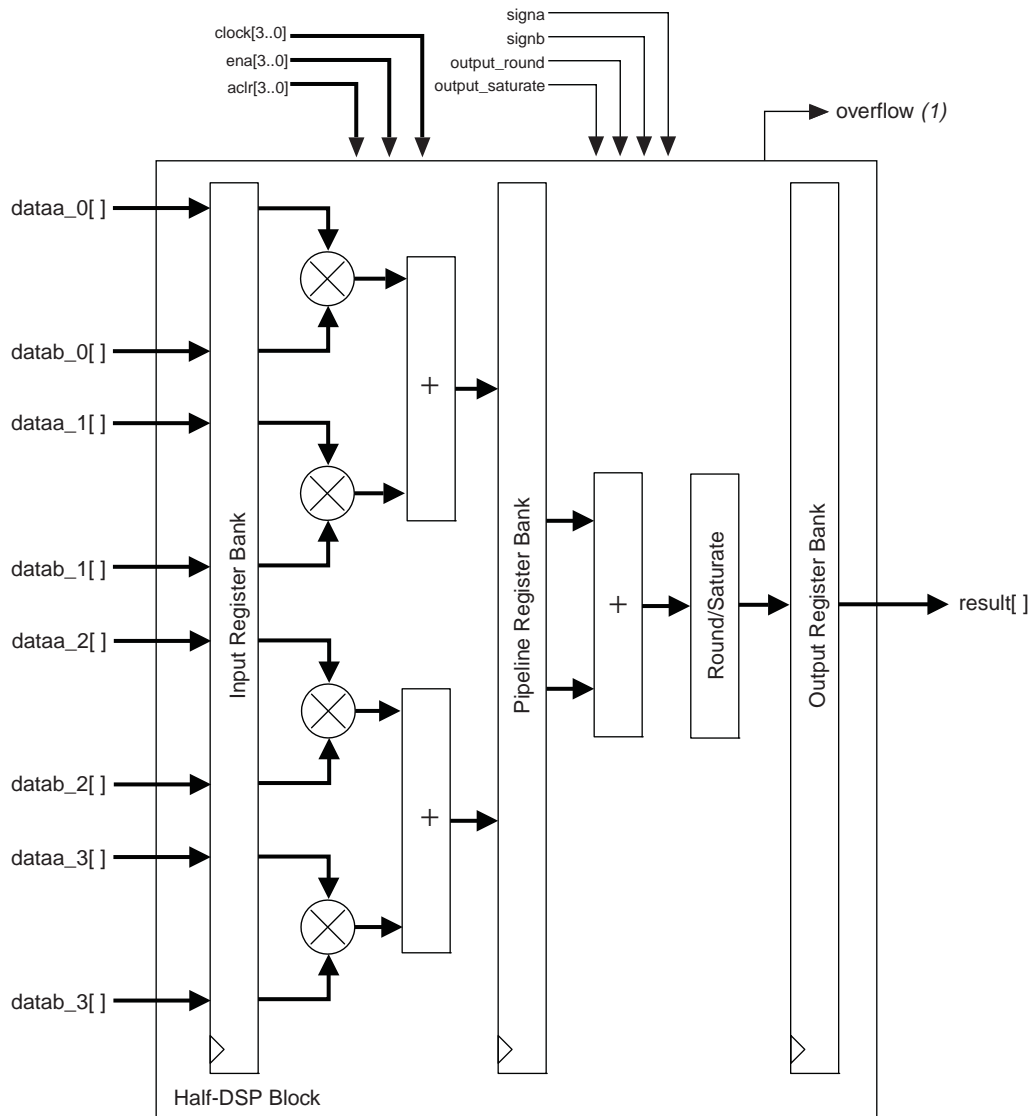 clock[3..0]
ena[3..0]
aclr[3..0]
signa
signb
output_round
output_saturate
overflow (1)
dataa_0[ ]
datab_0[ ]
dataa_1[ ]
datab_1[ ]
dataa_2[ ]
datab_2[ ]
dataa_3[ ]
datab_3[ ]
Input Register Bank
+
+
Pipeline Register Bank
+
Round/Saturate
Output Register Bank
result[ ]
Half-DSP Block